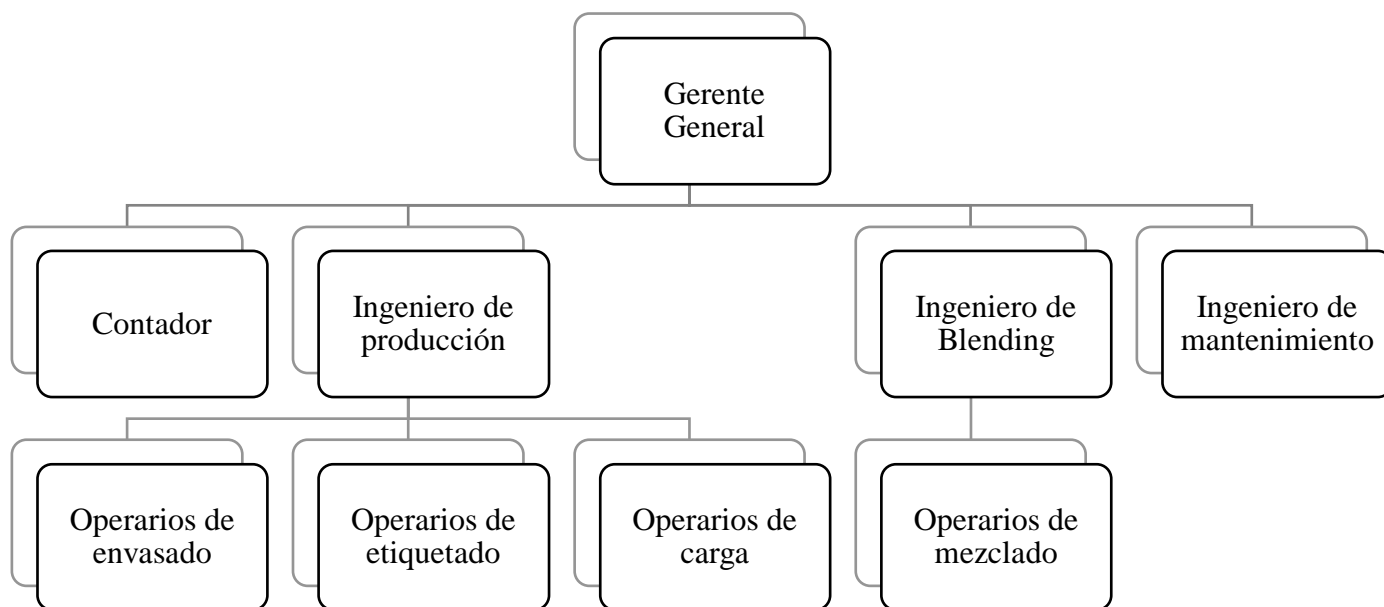 Gerente
General
Contador
Ingeniero de
producción
Ingeniero de
Blending
Ingeniero de
mantenimiento
Operarios de
envasado
Operarios de
etiquetado
Operarios de
carga
Operarios de
mezclado